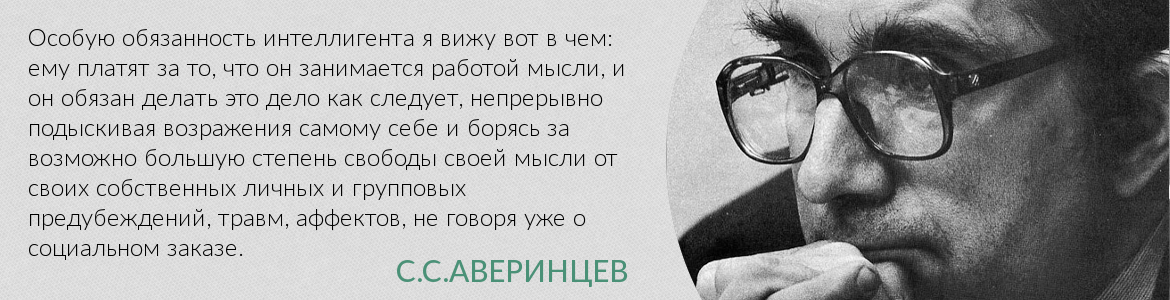 Особую обязанность интеллигента я вижу вот в чем:
ему платят за то, что он занимается работой мысли, и
он обязан делать это дело как следует, непрерывно
подыскивая возражения самому себе и борясь за
возможно большую степень свободы своей мысли от
своих собственных личных и групповых
предубеждений, травм, аффектов, не говоря уже о
социальном заказе.
С.С.АВЕРИНЦЕВ